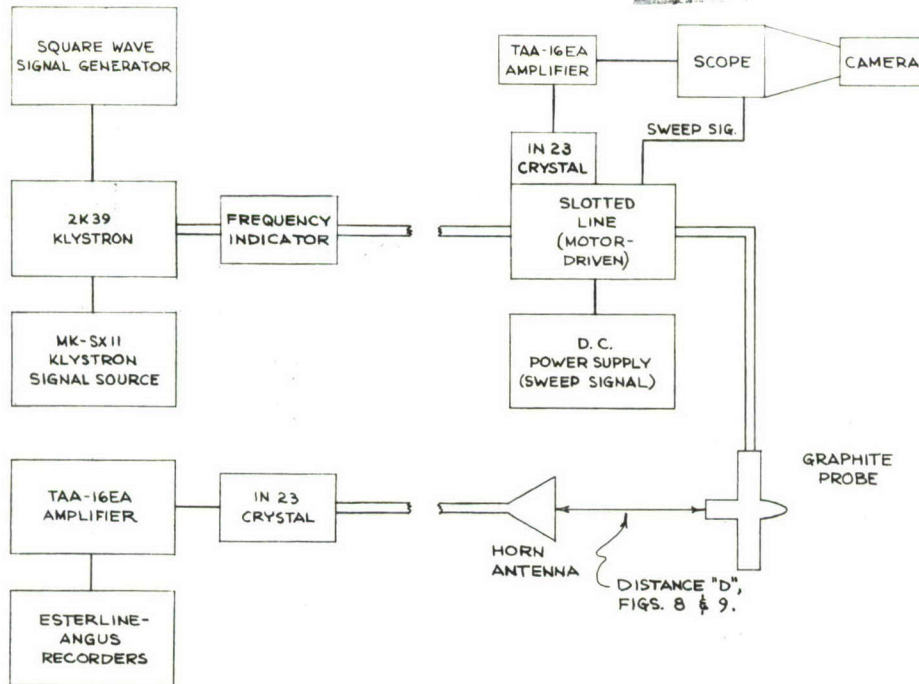 SQUARE WAVE
SIGNAL GENERATOR
TAA-16EA
AMPLIFIER
SCOPE
CAMERA
SWEEP SIG.
IN 23
CRYSTAL
2K39
KLYSTRON
FREQUENCY
INDICATOR
SLOTTED
LINE
(MOTOR-
DRIVEN)
MK-SX11
KLYSTRON
SIGNAL SOURCE
D.C.
POWER SUPPLY
(SWEEP SIGNAL)
TAA-16EA
AMPLIFIER
IN 23
CRYSTAL
HORN
ANTENNA
GRAPHITE
PROBE
DISTANCE "D",
FIGS. 8 & 9.
ESTERLINE-
ANGUS
RECORDERS